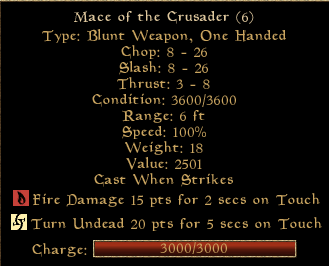 Mace of the Crusader (6)
Type: Blunt Weapon, One Handed
Chop: 8 - 26
Slash: 8 - 26
Thrust: 3 - 8
Condition: 3600/3600
Range: 6 ft
Speed: 100%
Weight: 18
Value: 2501
Cast When Strikes
Fire Damage 15 pts for 2 secs on Touch
Turn Undead 20 pts for 5 secs on Touch
Charge: 3000/3000